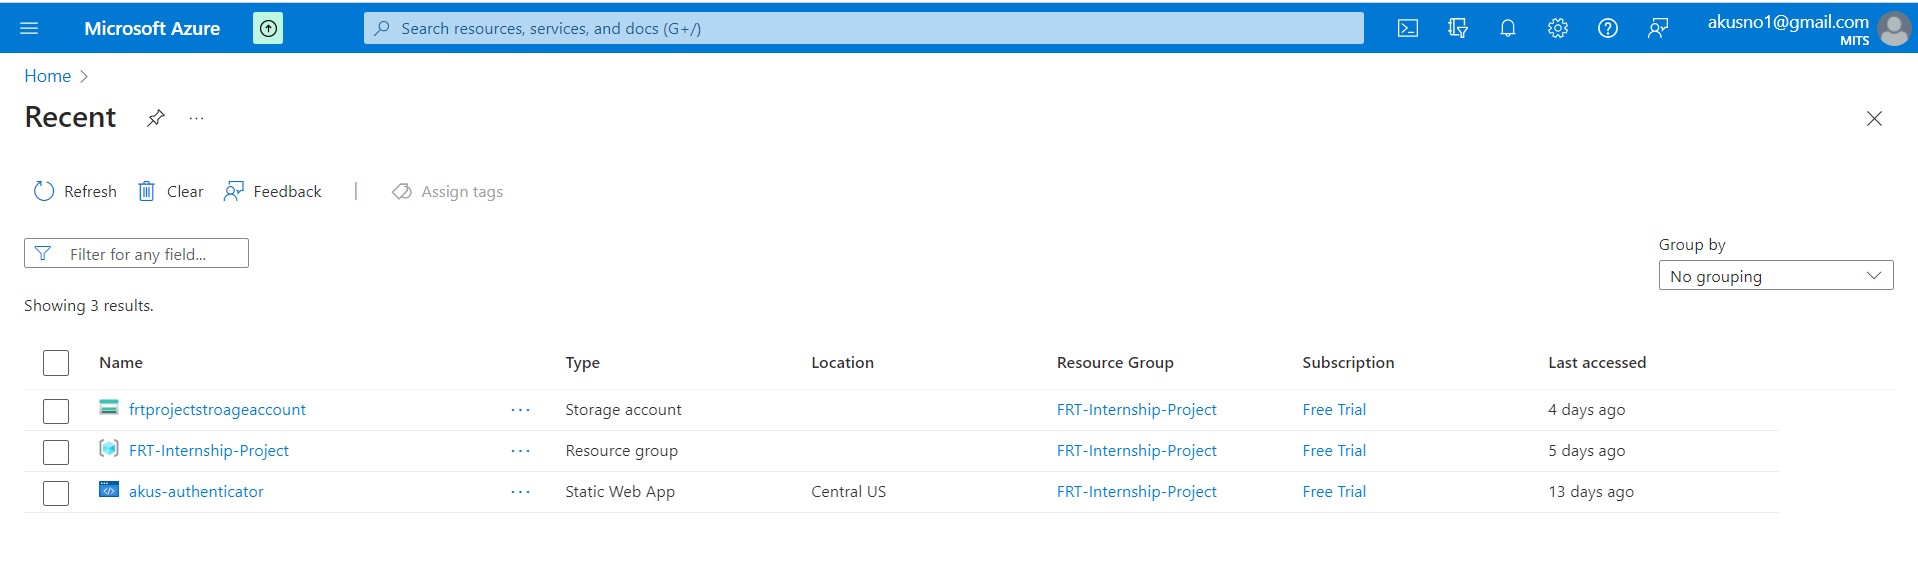 Microsoft Azure
Search resources, services, and docs (G+/)
akusno1@gmail.com
MITS
Home
Recent
Refresh Clear Feedback | Assign tags
Filter for any field...
Group by
No grouping
Showing 3 results.
Name Type Location Resource Group Subscription Last accessed
frtprojectstroageaccount ... Storage account FRT-Internship-Project Free Trial 4 days ago
FRT-Internship-Project ... Resource group FRT-Internship-Project Free Trial 5 days ago
akus-authenticator ... Static Web App Central US FRT-Internship-Project Free Trial 13 days ago